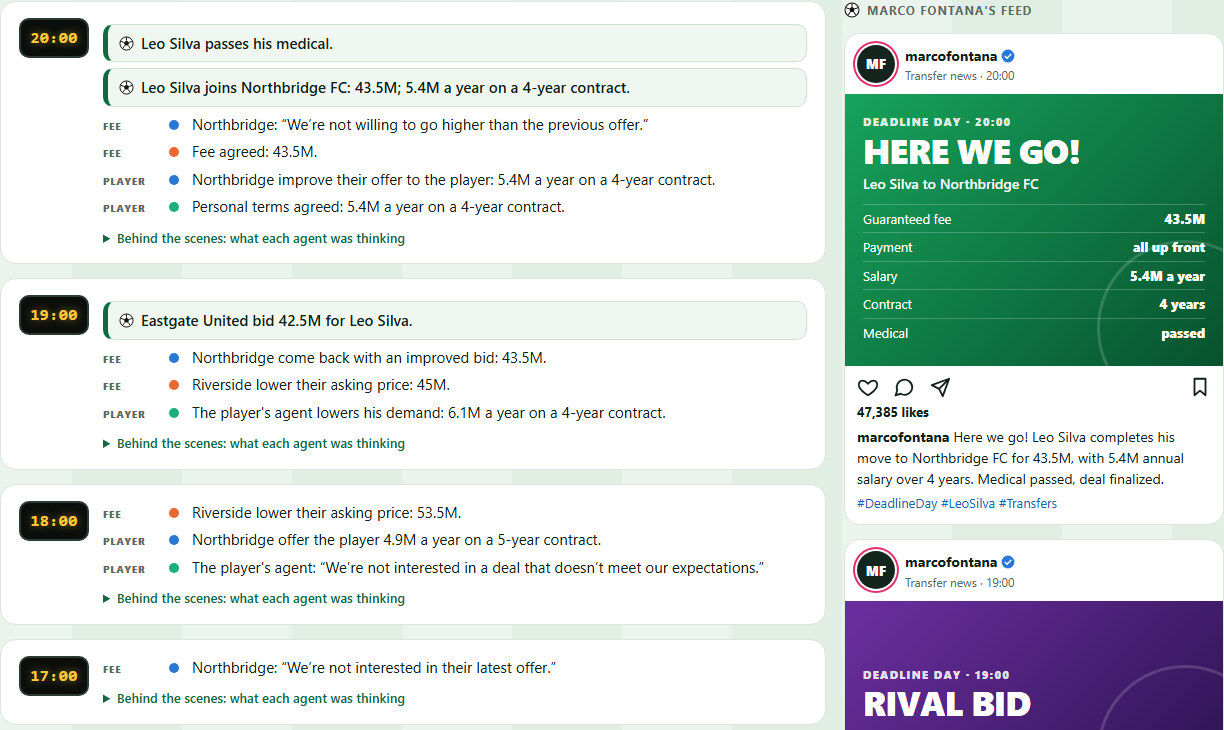 20:00
Leo Silva passes his medical.
Leo Silva joins Northbridge FC: 43.5M; 5.4M a year on a 4-year contract.
FEE Northbridge: “We’re not willing to go higher than the previous offer.”
FEE Fee agreed: 43.5M.
PLAYER Northbridge improve their offer to the player: 5.4M a year on a 4-year contract.
PLAYER Personal terms agreed: 5.4M a year on a 4-year contract.
Behind the scenes: what each agent was thinking
19:00
Eastgate United bid 42.5M for Leo Silva.
FEE Northbridge come back with an improved bid: 43.5M.
FEE Riverside lower their asking price: 45M.
PLAYER The player's agent lowers his demand: 6.1M a year on a 4-year contract.
Behind the scenes: what each agent was thinking
18:00
FEE Riverside lower their asking price: 53.5M.
PLAYER Northbridge offer the player 4.9M a year on a 5-year contract.
PLAYER The player's agent: “We’re not interested in a deal that doesn’t meet our expectations.”
Behind the scenes: what each agent was thinking
17:00
FEE Northbridge: “We’re not interested in their latest offer.”
Behind the scenes: what each agent was thinking
MARCO FONTANA'S FEED
MF
marcofontana
Transfer news · 20:00
DEADLINE DAY · 20:00
HERE WE GO!
Leo Silva to Northbridge FC
Guaranteed fee 43.5M
Payment all up front
Salary 5.4M a year
Contract 4 years
Medical passed
47,385 likes
marcofontana Here we go! Leo Silva completes his
move to Northbridge FC for 43.5M, with 5.4M annual
salary over 4 years. Medical passed, deal finalized.
#DeadlineDay #LeoSilva #Transfers
MF
marcofontana
Transfer news · 19:00
DEADLINE DAY · 19:00
RIVAL BID